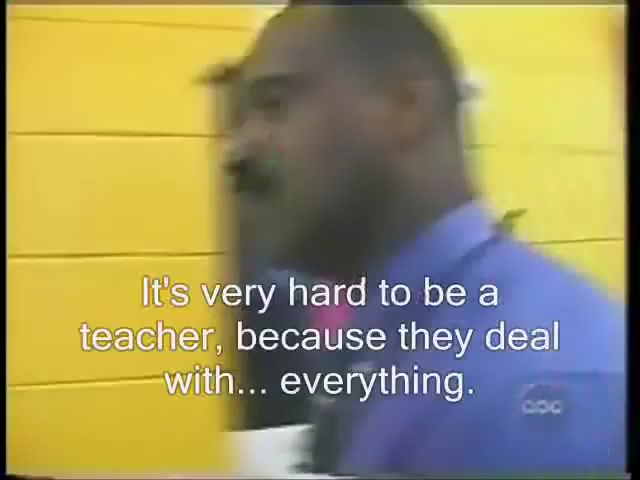 It's very hard to be a
teacher, because they deal
with... everything.
abc